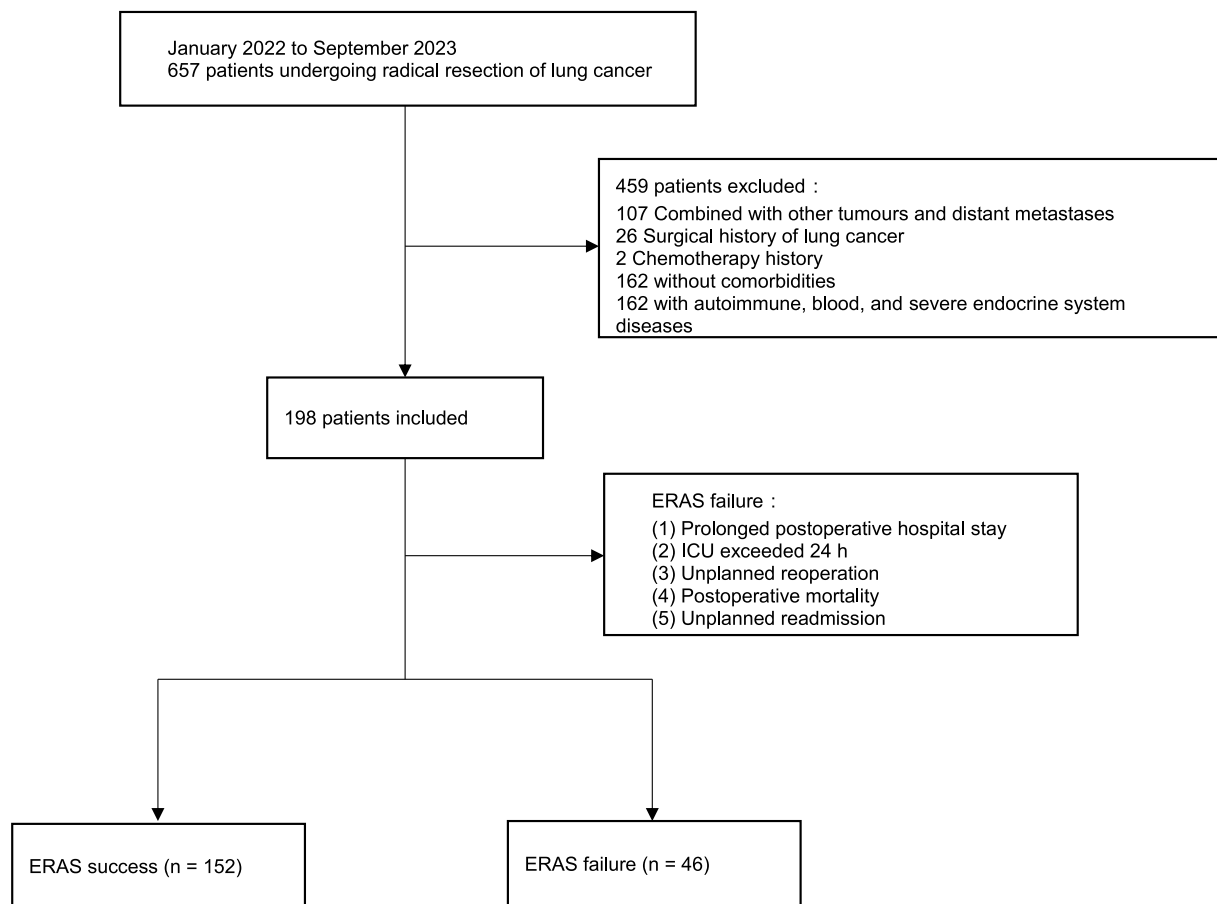 January 2022 to September 2023
657 patients undergoing radical resection of lung cancer
459 patients excluded :
107 Combined with other tumours and distant metastases
26 Surgical history of lung cancer
2 Chemotherapy history
162 without comorbidities
162 with autoimmune, blood, and severe endocrine system
diseases
198 patients included
ERAS failure :
(1) Prolonged postoperative hospital stay
(2) ICU exceeded 24 h
(3) Unplanned reoperation
(4) Postoperative mortality
(5) Unplanned readmission
ERAS success (n = 152)
ERAS failure (n = 46)